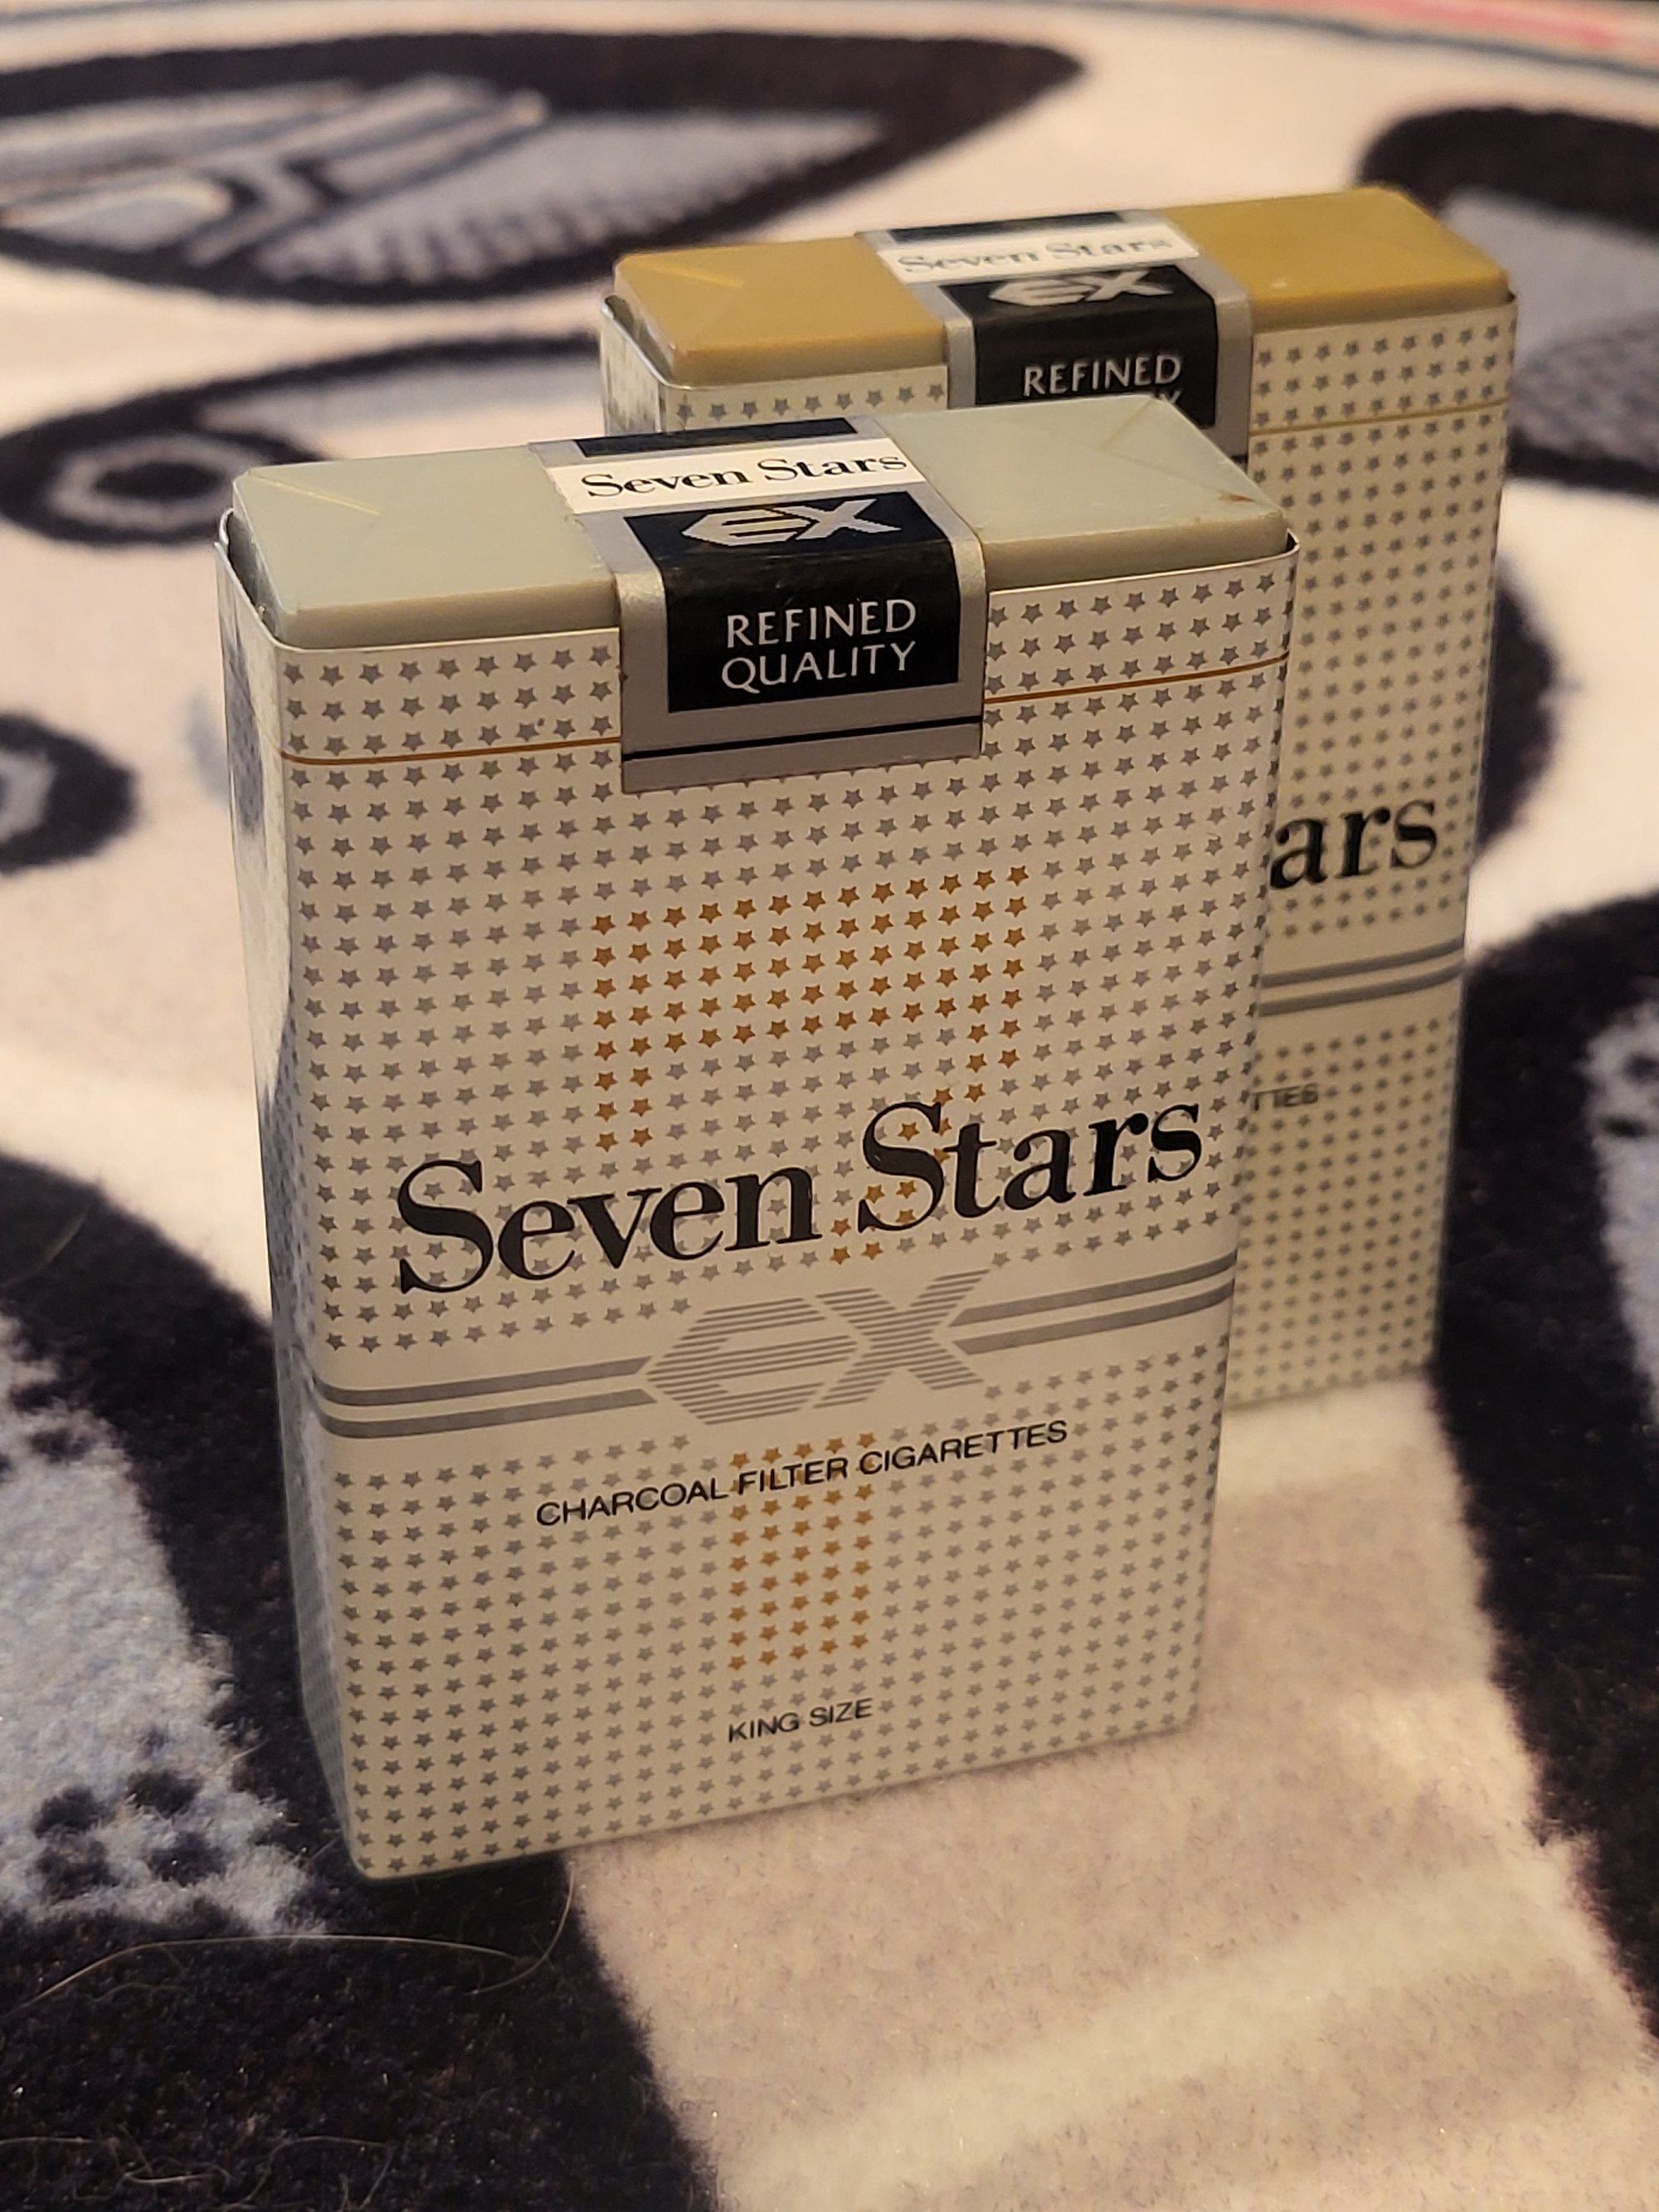 Seven Stars
EX
REFINED
Seven Stars
EX
REFINED
QUALITY
ars
Seven Stars
EX
TTES
CHARCOAL FILTER CIGARETTES
KING SIZE